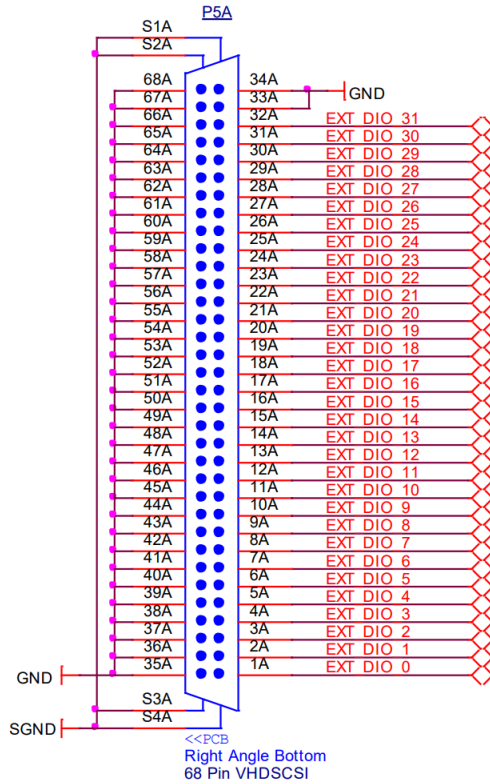 P5A
S1A
S2A
68A 34A GND
67A 33A
66A 32A EXT DIO 31
65A 31A EXT DIO 30
64A 30A EXT DIO 29
63A 29A EXT DIO 28
62A 28A EXT DIO 27
61A 27A EXT DIO 26
60A 26A EXT DIO 25
59A 25A EXT DIO 24
58A 24A EXT DIO 23
57A 23A EXT DIO 22
56A 22A EXT DIO 21
55A 21A EXT DIO 20
54A 20A EXT DIO 19
53A 19A EXT DIO 18
52A 18A EXT DIO 17
51A 17A EXT DIO 16
50A 16A EXT DIO 15
49A 15A EXT DIO 14
48A 14A EXT DIO 13
47A 13A EXT DIO 12
46A 12A EXT DIO 11
45A 11A EXT DIO 10
44A 10A EXT DIO 9
43A 9A EXT DIO 8
42A 8A EXT DIO 7
41A 7A EXT DIO 6
40A 6A EXT DIO 5
39A 5A EXT DIO 4
38A 4A EXT DIO 3
37A 3A EXT DIO 2
36A 2A EXT DIO 1
35A 1A EXT DIO 0
GND
S3A
SGND S4A
<<PCB
Right Angle Bottom
68 Pin VHDSCSI